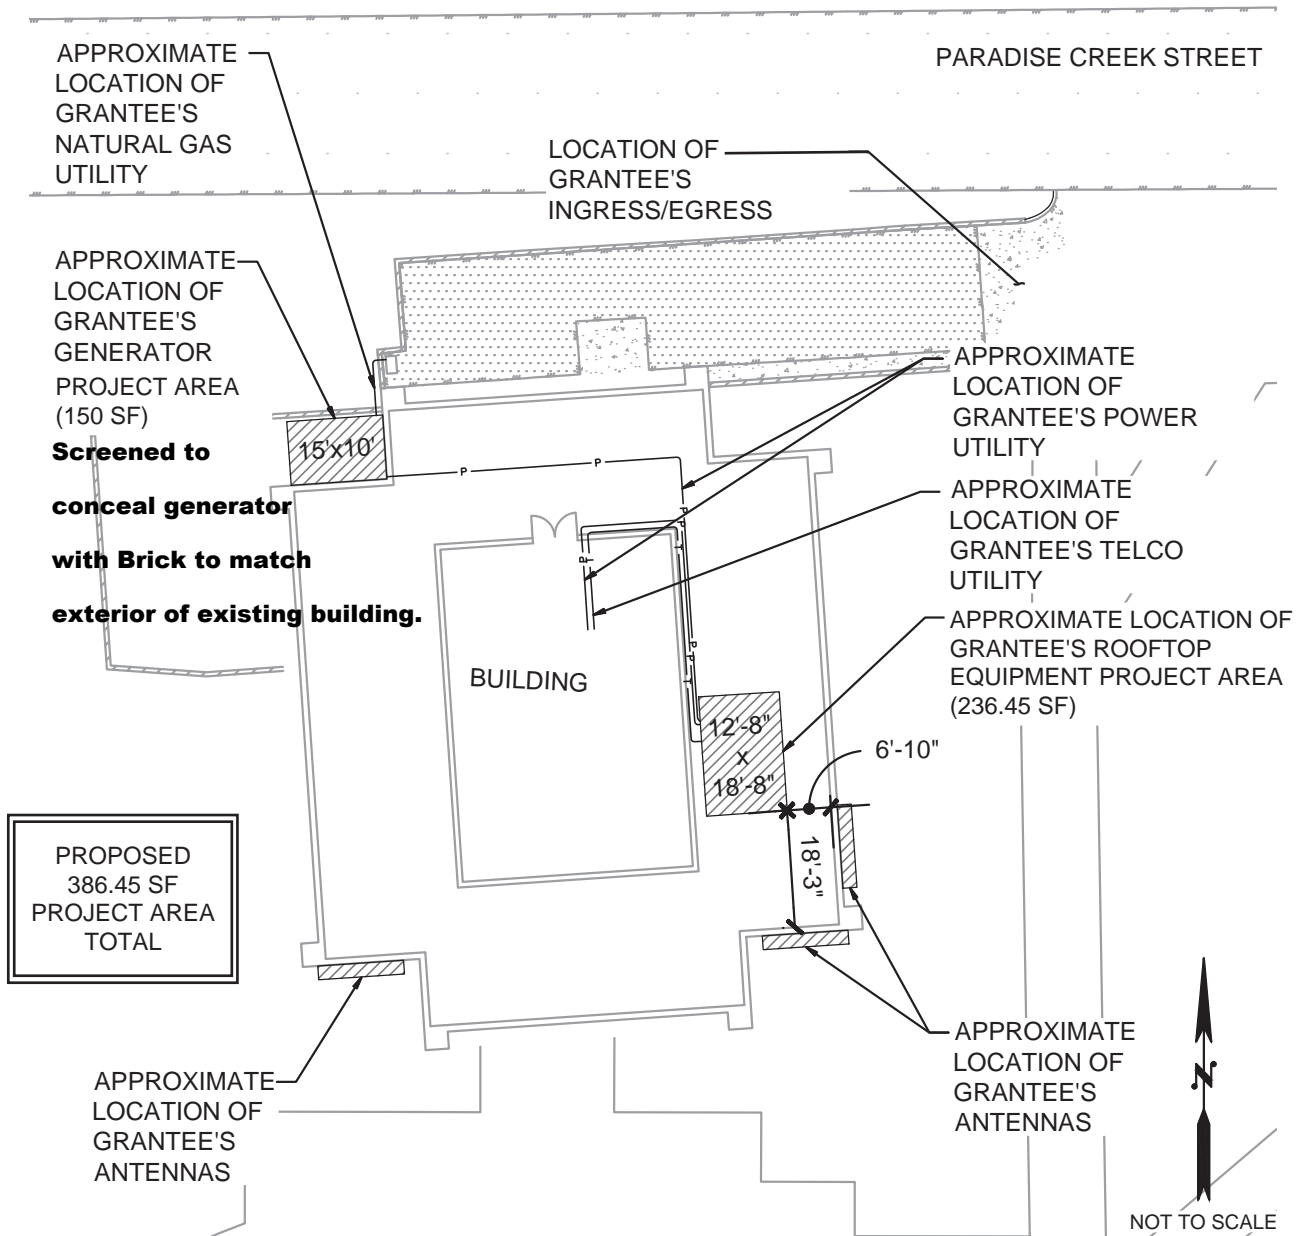 APPROXIMATE
LOCATION OF
GRANTEE'S
NATURAL GAS
UTILITY
PARADISE CREEK STREET
LOCATION OF
GRANTEE'S
INGRESS/EGRESS
APPROXIMATE
LOCATION OF
GRANTEE'S
GENERATOR
PROJECT AREA
(150 SF)
Screened to
conceal generator
with Brick to match
exterior of existing building.
15'x10'
P
P
P
P
T
P
T
P
P
T
APPROXIMATE
LOCATION OF
GRANTEE'S POWER
UTILITY
APPROXIMATE
LOCATION OF
GRANTEE'S TELCO
UTILITY
APPROXIMATE LOCATION OF
GRANTEE'S ROOFTOP
EQUIPMENT PROJECT AREA
(236.45 SF)
BUILDING
12'-8"
x
18'-8"
6'-10"
18'-3"
PROPOSED
386.45 SF
PROJECT AREA
TOTAL
APPROXIMATE
LOCATION OF
GRANTEE'S
ANTENNAS
APPROXIMATE
LOCATION OF
GRANTEE'S
ANTENNAS
N
NOT TO SCALE